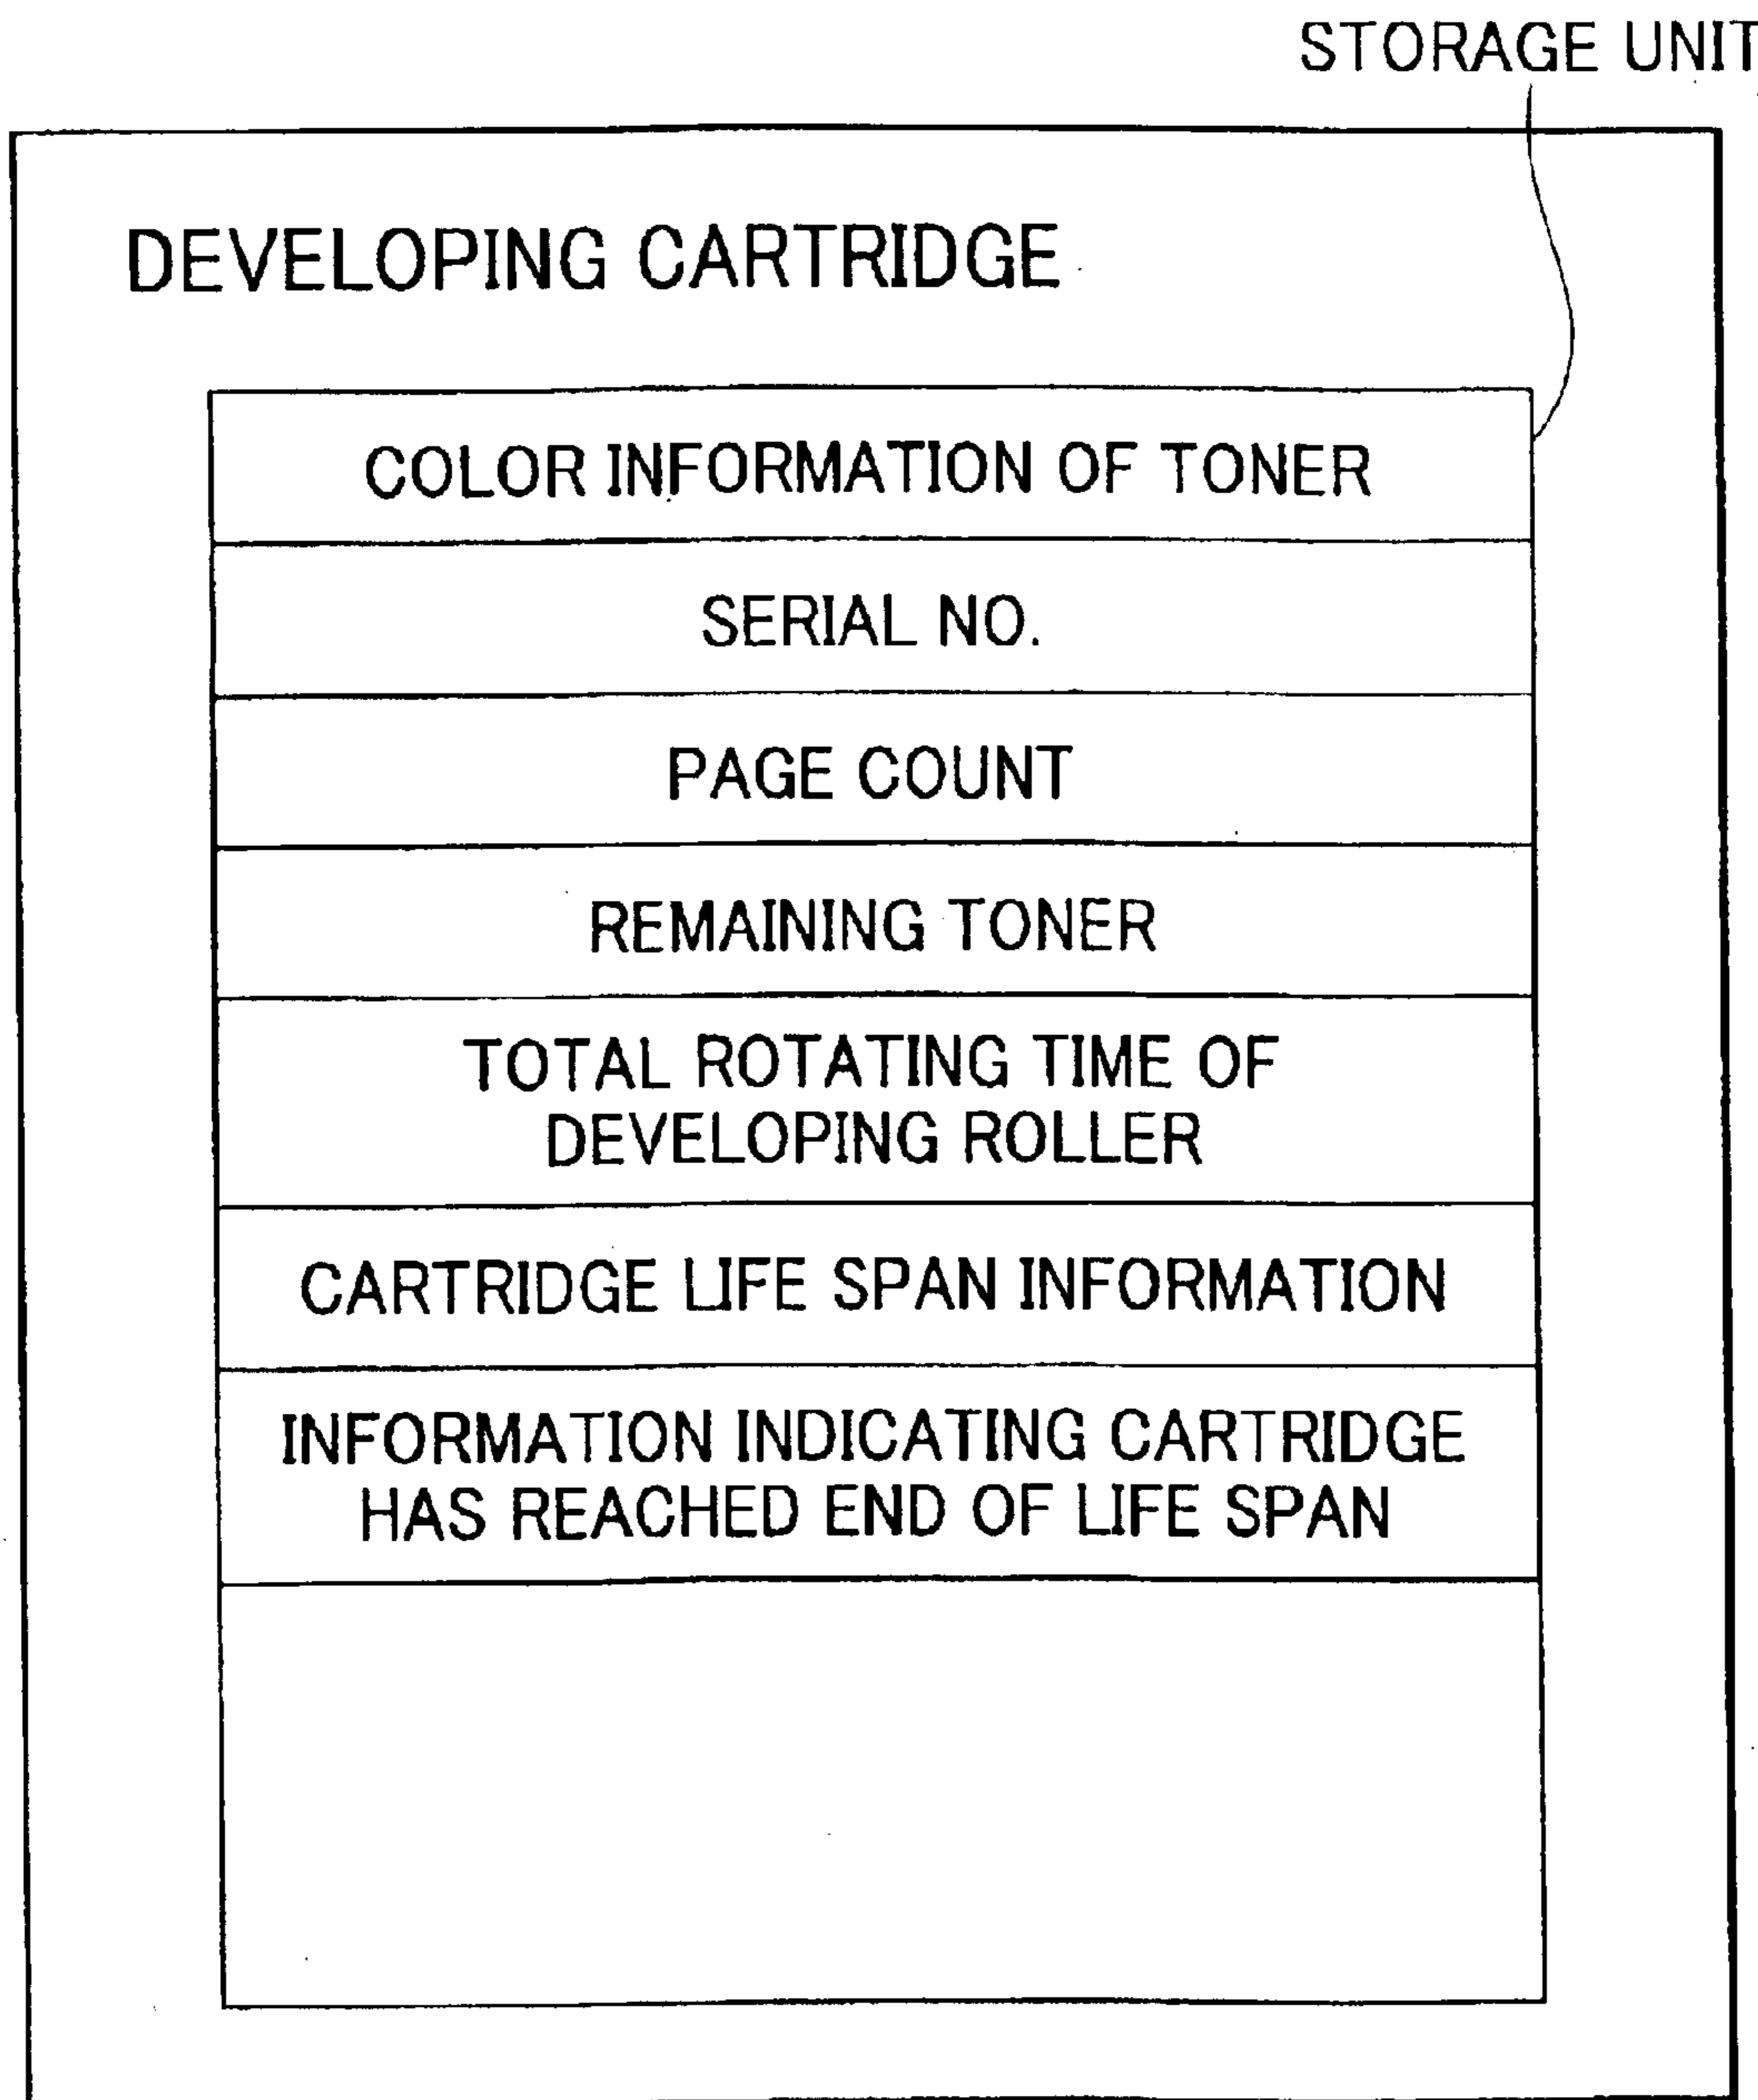 STORAGE UNIT
DEVELOPING CARTRIDGE
COLOR INFORMATION OF TONER
SERIAL NO.
PAGE COUNT
REMAINING TONER
TOTAL ROTATING TIME OF
DEVELOPING ROLLER
CARTRIDGE LIFE SPAN INFORMATION
INFORMATION INDICATING CARTRIDGE
HAS REACHED END OF LIFE SPAN